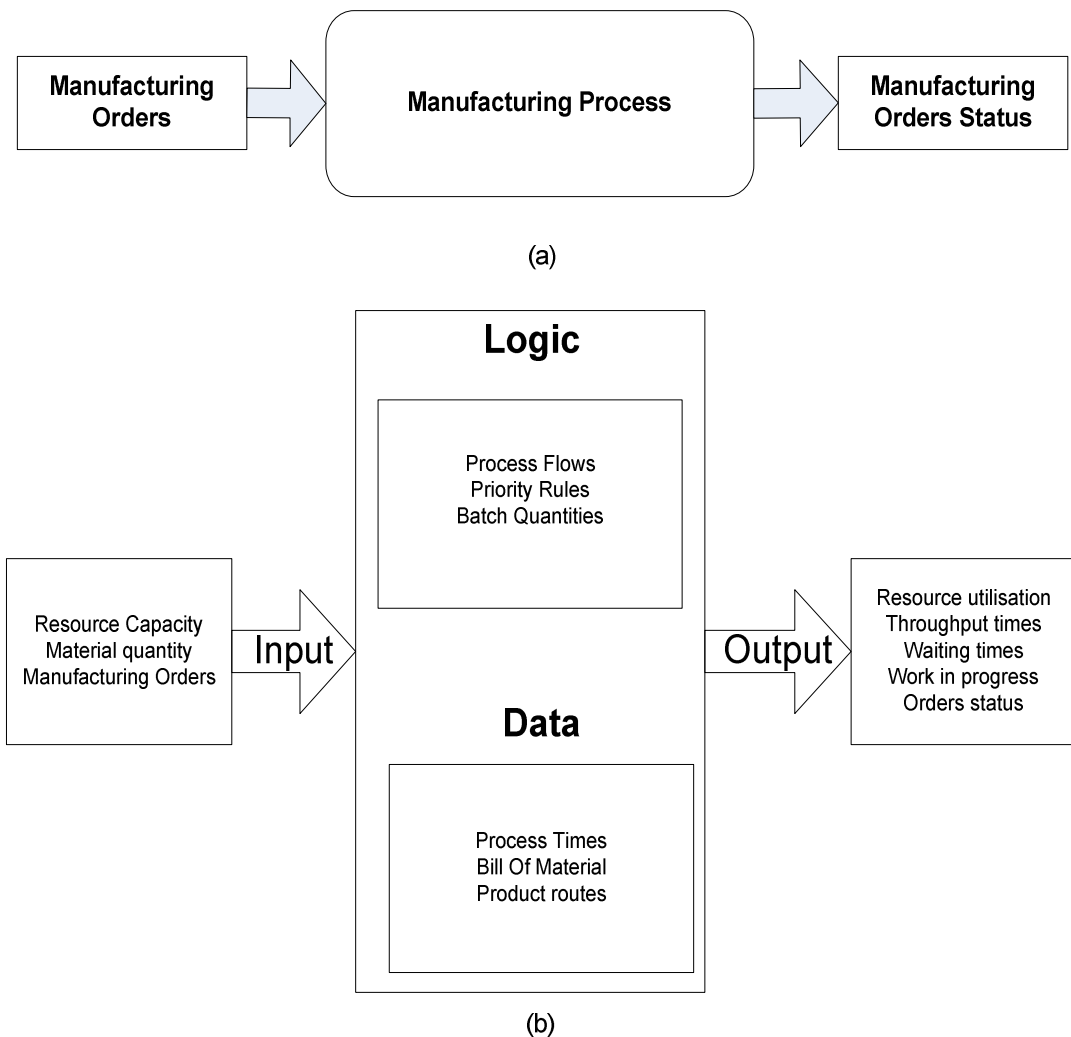 Manufacturing
Orders
Manufacturing Process
Manufacturing
Orders Status
(a)
Logic
Process Flows
Priority Rules
Batch Quantities
Resource Capacity
Material quantity
Manufacturing Orders
Input
Output
Resource utilisation
Throughput times
Waiting times
Work in progress
Orders status
Data
Process Times
Bill Of Material
Product routes
(b)